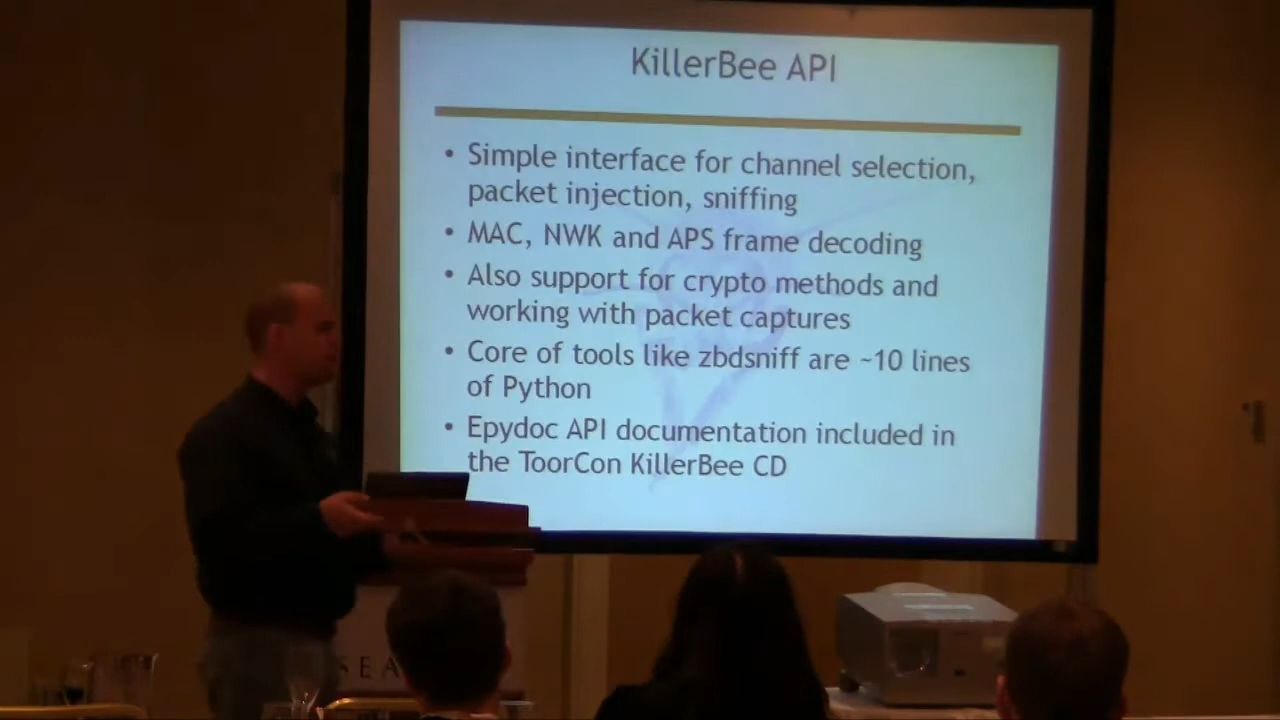 KillerBee API
• Simple interface for channel selection,
packet injection, sniffing
• MAC, NWK and APS frame decoding
• Also support for crypto methods and
working with packet captures
• Core of tools like zbdsniff are ~10 lines
of Python
• Epydoc API documentation included in
the ToorCon KillerBee CD
SEA